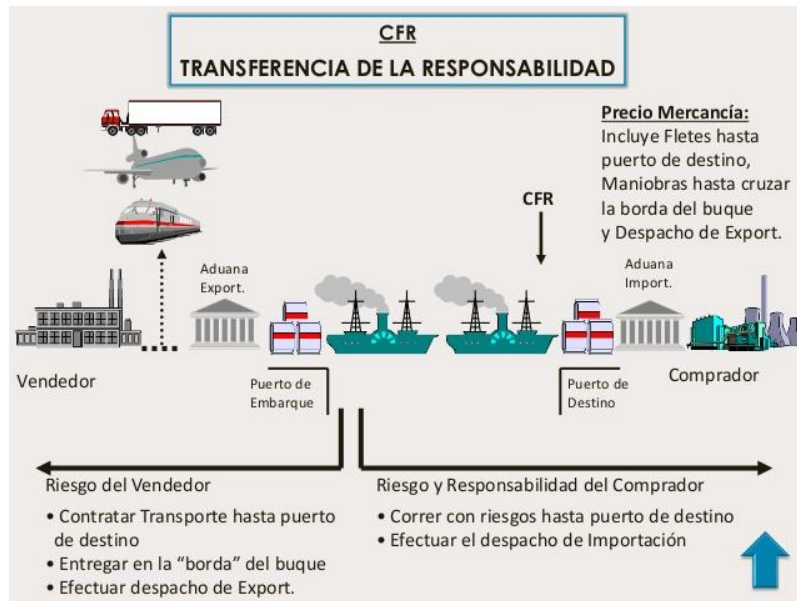 CFR
TRANSFERENCIA DE LA RESPONSABILIDAD
Precio Mercancía:
Incluye Fletes hasta
puerto de destino,
Maniobras hasta cruzar
la borda del buque
y Despacho de Export.
CFR
Aduana
Export.
Aduana
Import.
Vendedor
Puerto de
Embarque
Puerto de
Destino
Comprador
Riesgo del Vendedor
• Contratar Transporte hasta puerto
de destino
• Entregar en la “borda” del buque
• Efectuar despacho de Export.
Riesgo y Responsabilidad del Comprador
• Correr con riesgos hasta puerto de destino
• Efectuar el despacho de Importación